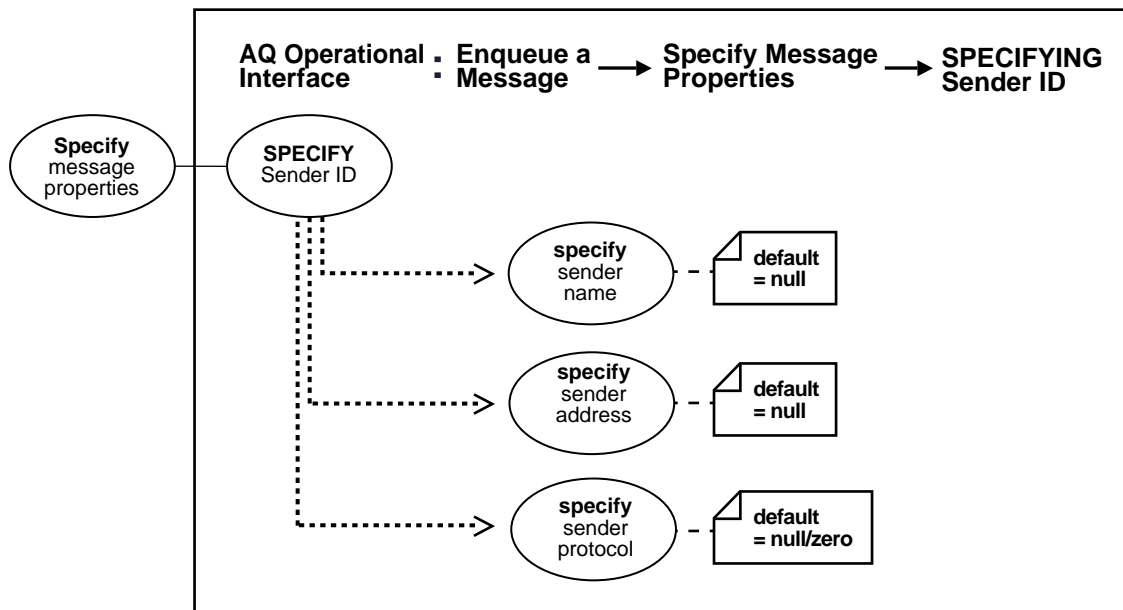 AQ Operational
Interface
:
Enqueue a
Message
Specify Message
Properties
SPECIFYING
Sender ID
Specify
message
properties
SPECIFY
Sender ID
specify
sender
name
default
= null
specify
sender
address
default
= null
specify
sender
protocol
default
= null/zero